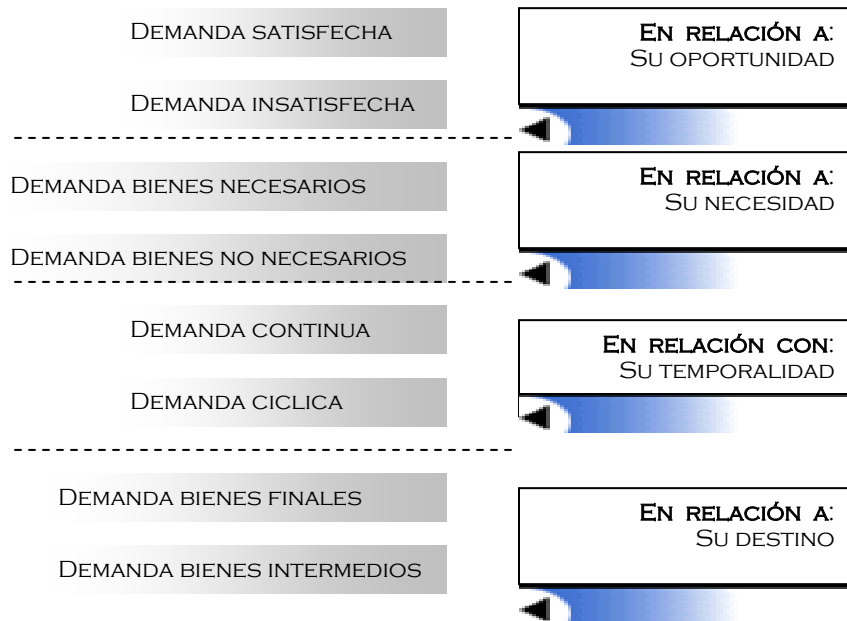 DEMANDA SATISFECHA
EN RELACIÓN A:
SU OPORTUNIDAD
DEMANDA INSATISFECHA
DEMANDA BIENES NECESARIOS
EN RELACIÓN A:
SU NECESIDAD
DEMANDA BIENES NO NECESARIOS
DEMANDA CONTINUA
EN RELACIÓN CON:
SU TEMPORALIDAD
DEMANDA CICLICA
DEMANDA BIENES FINALES
EN RELACIÓN A:
SU DESTINO
DEMANDA BIENES INTERMEDIOS